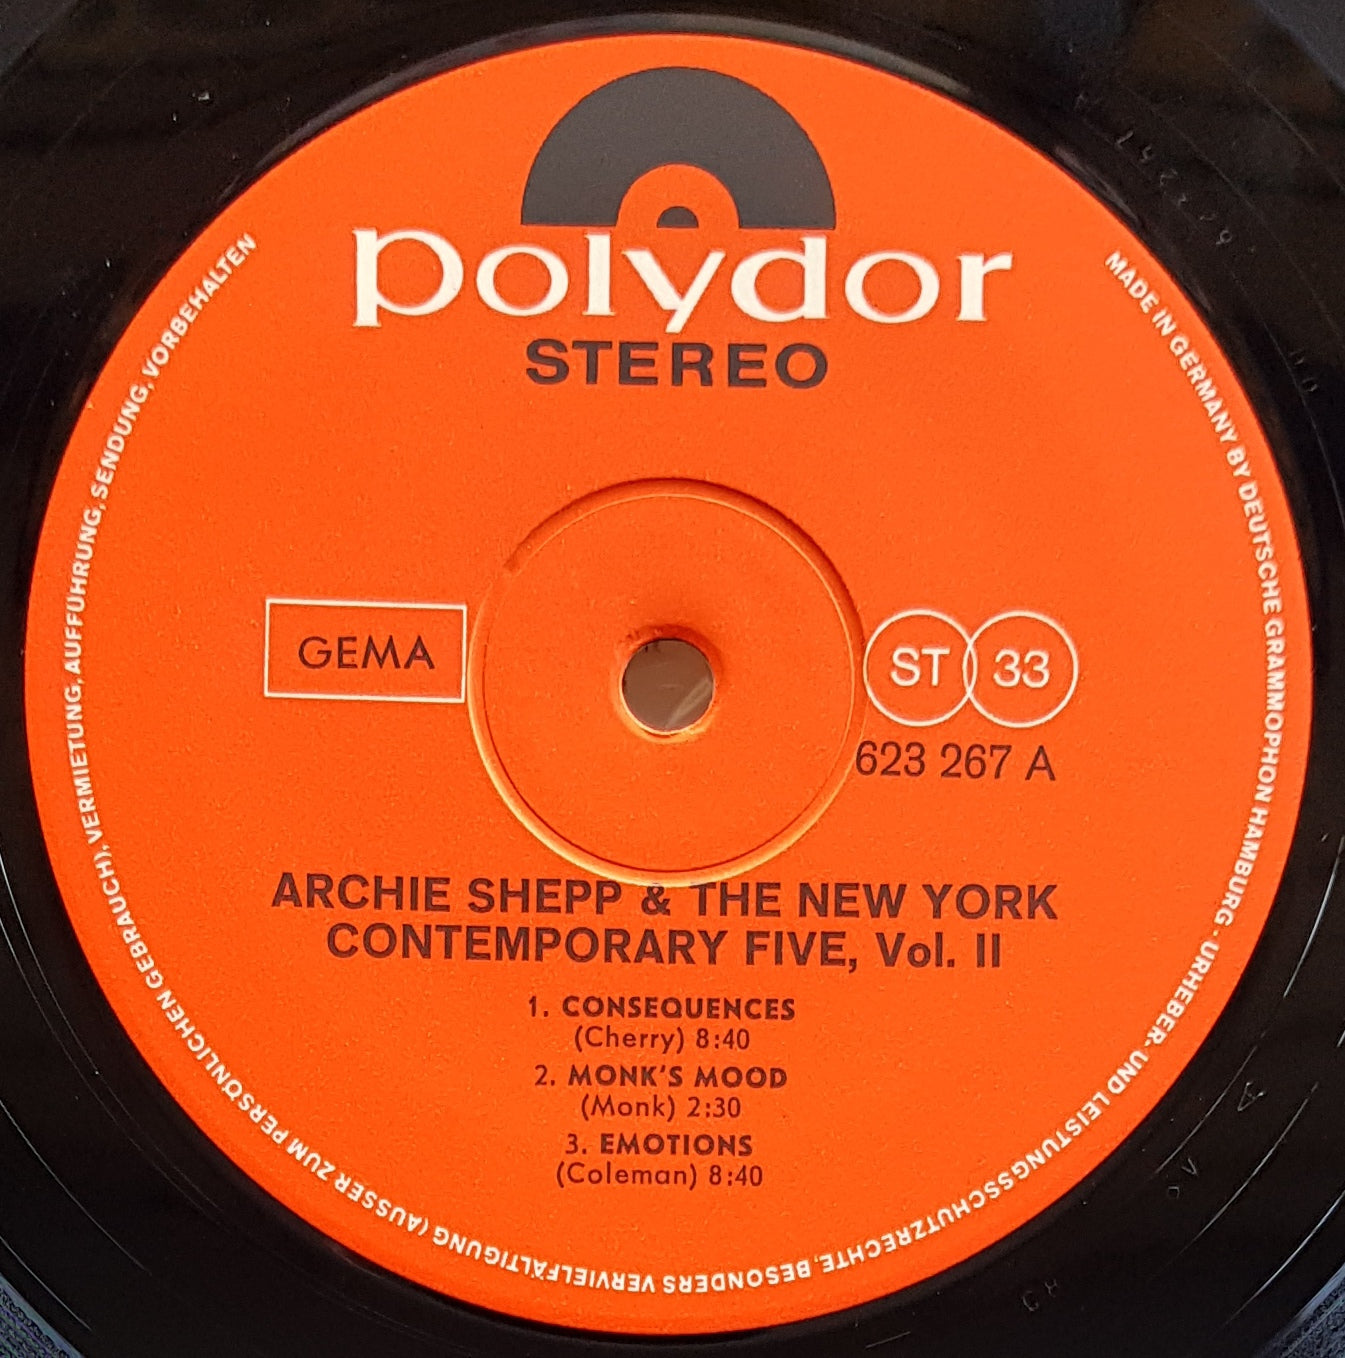 polydor
STEREO
GEMA
ST 33
623 267 A
ARCHIE SHEPP & THE NEW YORK
CONTEMPORARY FIVE, Vol. II
1. CONSEQUENCES
(Cherry) 8:40
2. MONK'S MOOD
(Monk) 2:30
3. EMOTIONS
(Coleman) 8:40
MADE IN GERMANY BY DEUTSCHE GRAMMOPHON HAMBURG · URHEBER- UND LEISTUNGSSCHUTZRECHTE, BESONDERS VERVIELFÄLTIGUNG (AUSSER ZUM PERSÖNLICHEN GEBRAUCH), VERMIETUNG, AUFFÜHRUNG, SENDUNG, VORBEHALTEN